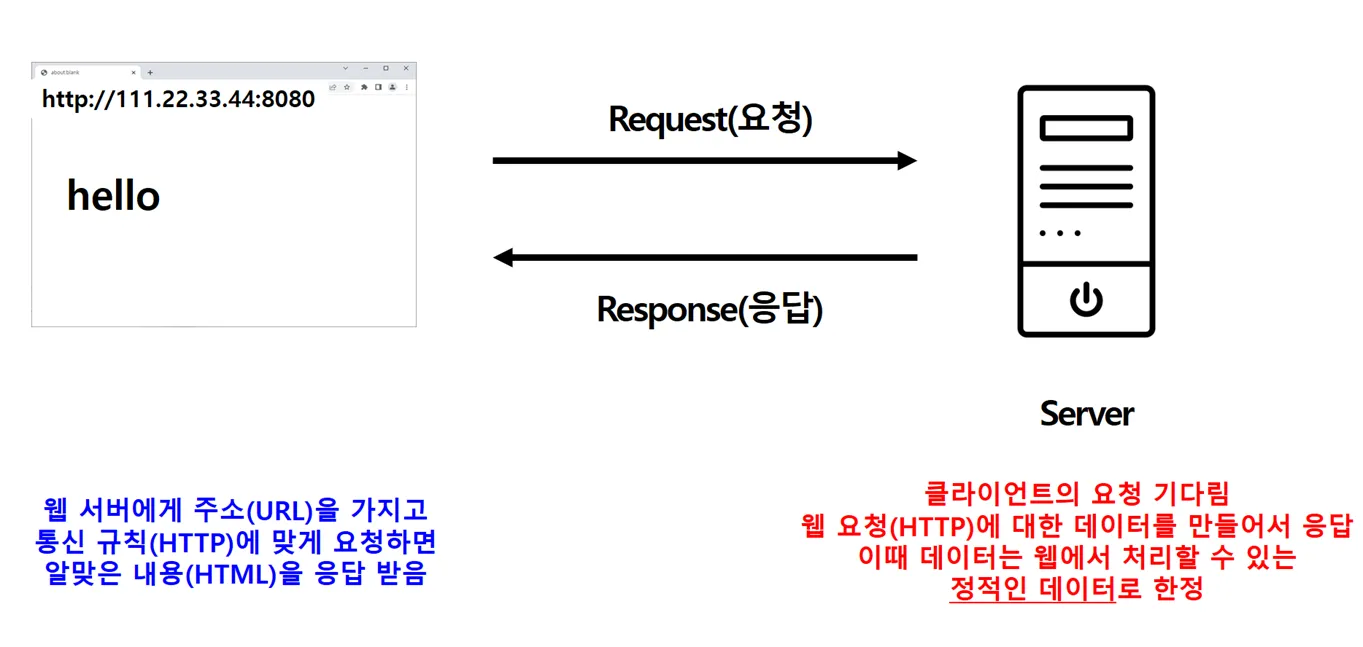 about:blank
http://111.22.33.44:8080
hello
Request(요청)
Response(응답)
Server
웹 서버에게 주소(URL)을 가지고
통신 규칙(HTTP)에 맞게 요청하면
알맞은 내용(HTML)을 응답 받음
클라이언트의 요청 기다림
웹 요청(HTTP)에 대한 데이터를 만들어서 응답
이때 데이터는 웹에서 처리할 수 있는
정적인 데이터로 한정